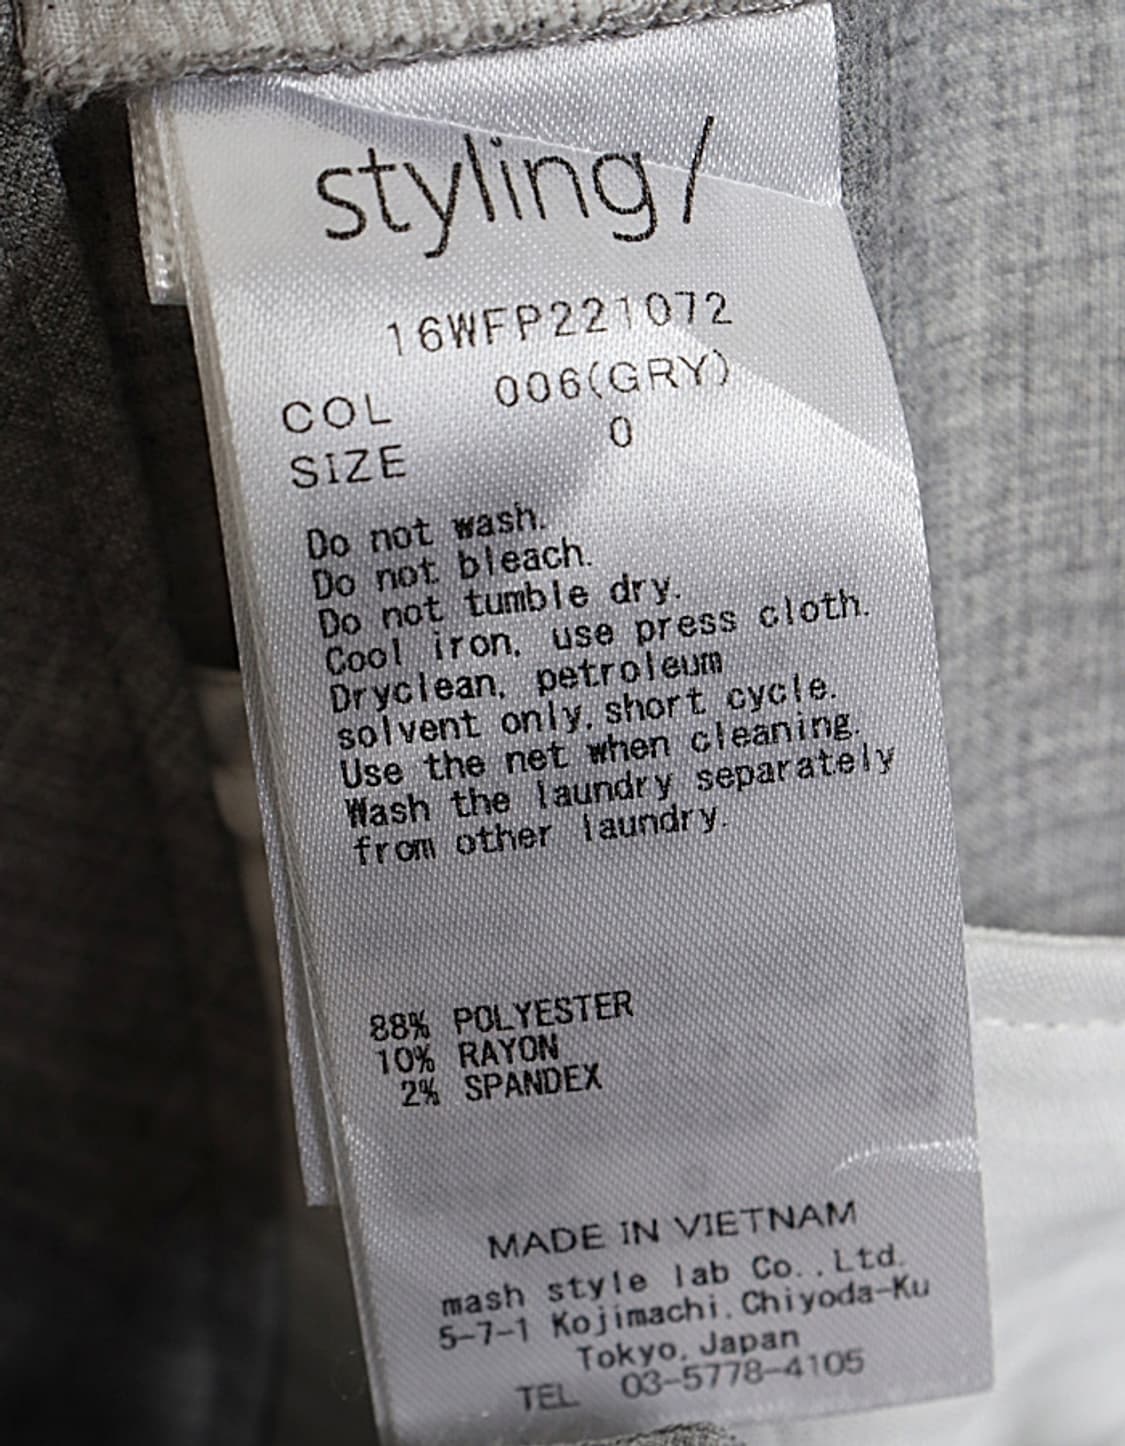 styling/
16WFP221072
COL 006(GRY)
SIZE 0
Do not wash.
Do not bleach.
Do not tumble dry.
Cool iron, use press cloth.
Dryclean, petroleum
solvent only, short cycle.
Use the net when cleaning.
Wash the laundry separately
from other laundry.
88% POLYESTER
10% RAYON
2% SPANDEX
MADE IN VIETNAM
mash style lab Co.,Ltd.
5-7-1 Kojimachi,Chiyoda-Ku
Tokyo, Japan
TEL 03-5778-4105